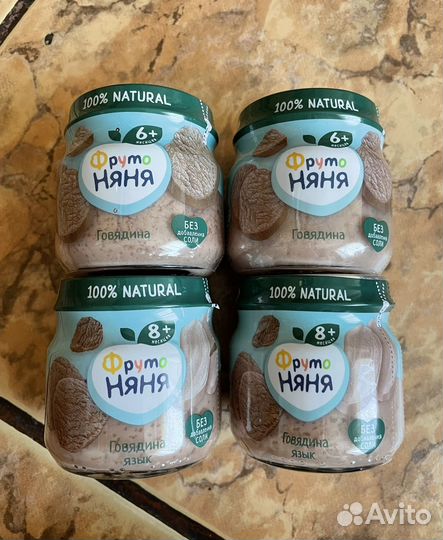 100% NATURAL
6+
месяцев
Фруто
няня
Говядина
БЕЗ
добавления
СОЛИ
100% NATURAL
6+
месяцев
Фруто
няня
Говядина
БЕЗ
добавления
СОЛИ
100% NATURAL
8+
месяцев
Фруто
няня
Говядина
язык
БЕЗ
добавления
СОЛИ
100% NATURAL
8+
месяцев
Фруто
няня
Говядина
язык
БЕЗ
добавления
СОЛИ
Avito